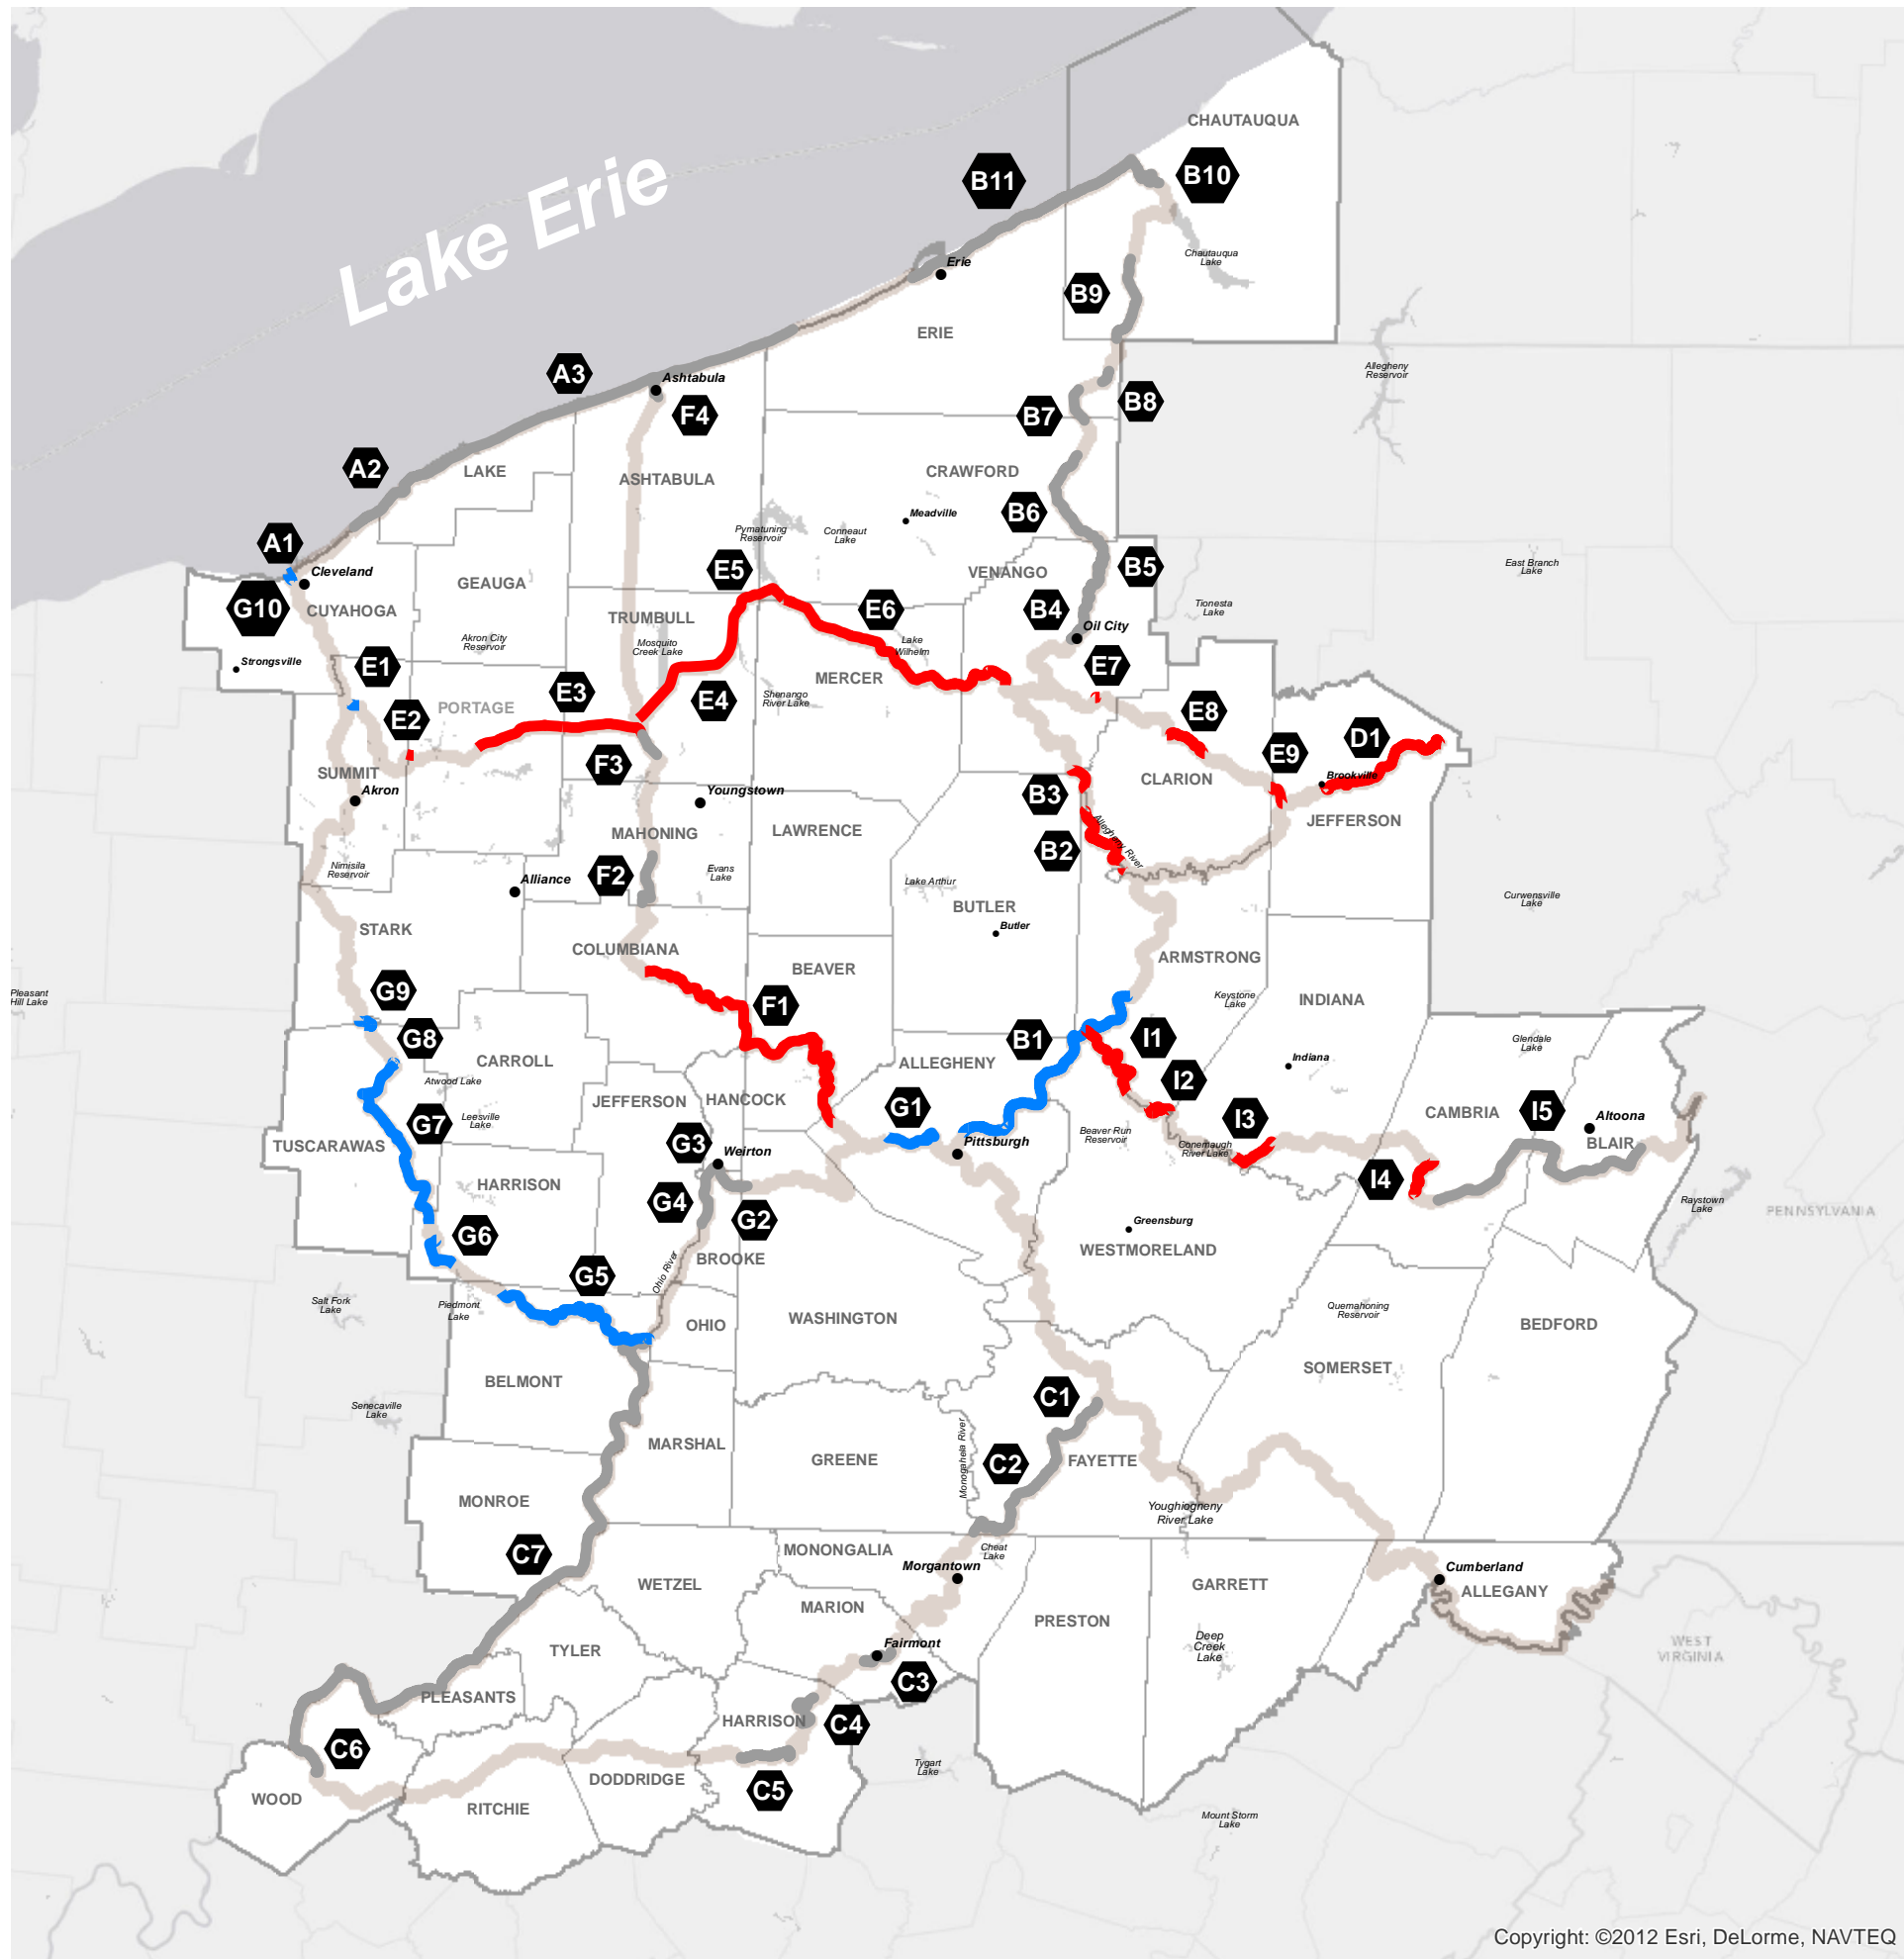 CHAUTAUQUA
B11
B10
Lake Erie
Chautauqua
Lake
Erie
B9
ERIE
A3
Ashtabula
Allegheny
Reservoir
F4
B7
B8
A2
LAKE
ASHTABULA
CRAWFORD
Meadville
B6
Pymatuning
Reservoir
Conneaut
Lake
A1
Cleveland
GEAUGA
E5
VENANGO
B5
East Branch
Lake
G10
CUYAHOGA
TRUMBULL
E6
B4
Tionesta
Lake
Oil City
Akron City
Reservoir
Mosquito
Creek Lake
Lake
Wilhelm
Strongsville
E1
E7
MERCER
E3
E4
Shenango
River Lake
PORTAGE
E2
E8
D1
E9
F3
SUMMIT
CLARION
Brookville
Akron
Youngstown
B3
JEFFERSON
MAHONING
LAWRENCE
Allegheny River
B2
Nimisila
Reservoir
F2
Evans
Lake
Alliance
Lake Arthur
BUTLER
Curwensville
Lake
STARK
Butler
COLUMBIANA
ARMSTRONG
BEAVER
G9
Pleasant
Hill Lake
F1
Keystone
Lake
INDIANA
G8
B1
I1
Glendale
Lake
CARROLL
ALLEGHENY
Indiana
Atwood Lake
I2
JEFFERSON
HANCOCK
G1
CAMBRIA
I5
Altoona
G7
Leesville
Lake
I3
Beaver Run
Reservoir
TUSCARAWAS
G3
Weirton
Pittsburgh
Conemaugh
River Lake
BLAIR
HARRISON
G4
I4
Raystown
Lake
PENNSYLVANIA
G2
Greensburg
G6
BROOKE
WESTMORELAND
Ohio River
G5
Salt Fork
Lake
Piedmont
Lake
Quemahoning
Reservoir
WASHINGTON
OHIO
BEDFORD
SOMERSET
BELMONT
C1
Senecaville
Lake
MARSHAL
Monogahela River
C2
GREENE
FAYETTE
MONROE
Youghiogneny
River Lake
C7
MONONGALIA
Cheat
Lake
Morgantown
Cumberland
WETZEL
GARRETT
ALLEGANY
MARION
PRESTON
Fairmont
Deep
Creek
Lake
WEST
VIRGINIA
TYLER
C3
PLEASANTS
HARRISON
C4
C6
Tygart
Lake
DODDRIDGE
C5
WOOD
RITCHIE
Mount Storm
Lake
Copyright: ©2012 Esri, DeLorme, NAVTEQ